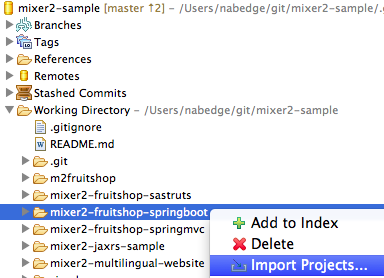 mixer2-sample [master ↑2] – /Users/nabedge/git/mixer2-sample/.g
Branches
Tags
References
Remotes
Stashed Commits
Working Directory – /Users/nabedge/git/mixer2-sample
.gitignore
README.md
.git
m2fruitshop
mixer2-fruitshop-sastruts
mixer2-fruitshop-springboot
mixer2-fruitshop-springmvc
Add to Index
mixer2-jaxrs-sample
Delete
mixer2-multilingual-website
Import Projects...